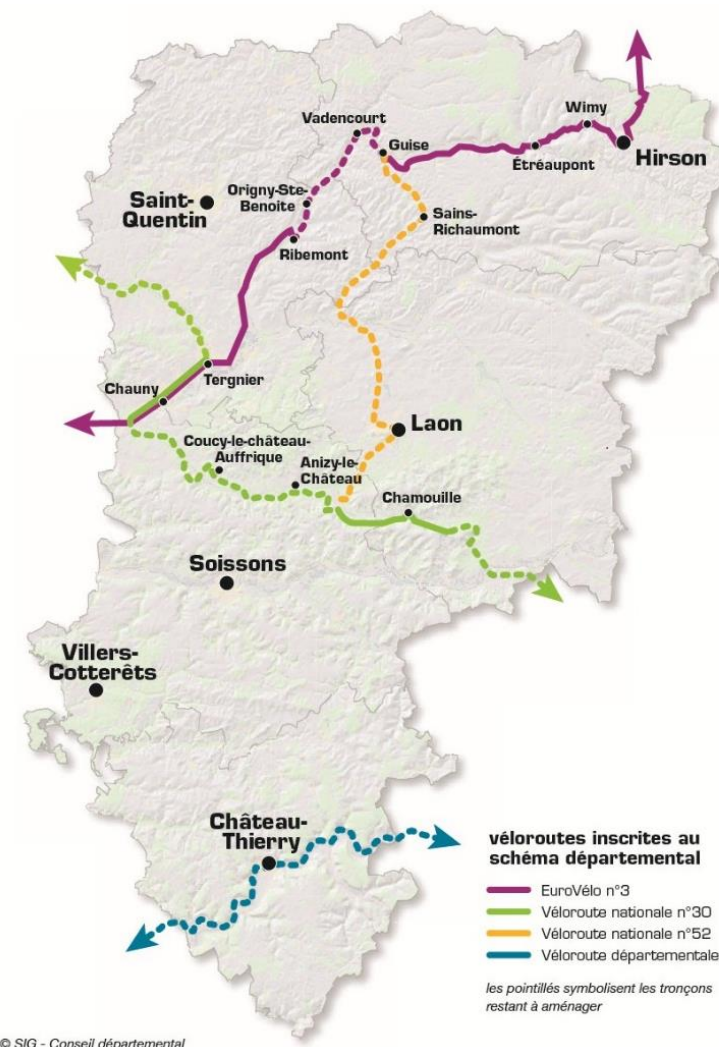 Wimy
Vadencourt
Guise
Hirson
Étréaupont
Saint-
Quentin
Origny-Ste-
Benoite
Sains-
Richaumont
Ribemont
Tergnier
Chauny
Laon
Coucy-le-château-
Auffrique
Anizy-le-
Château
Chamouille
Soissons
Villers-
Cotterêts
Château-
Thierry
véloroutes inscrites au
schéma départemental
EuroVélo n°3
Véloroute nationale n°30
Véloroute nationale n°52
Véloroute départementale
les pointillés symbolisent les tronçons
restant à aménager
© SIG - Conseil départemental